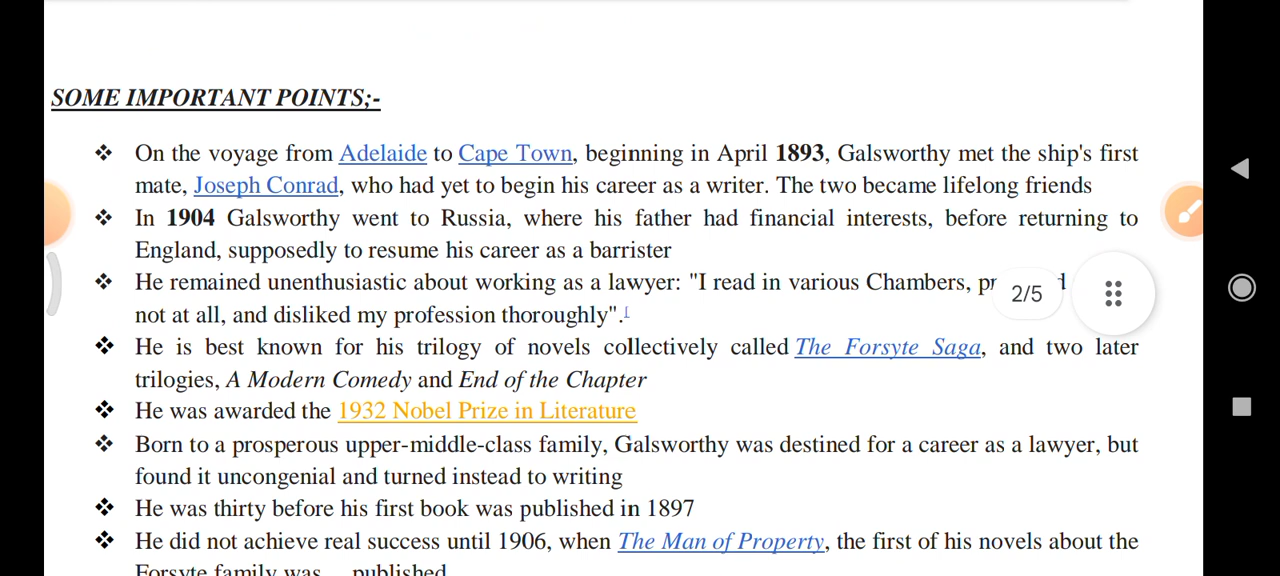 SOME IMPORTANT POINTS;-
❖ On the voyage from Adelaide to Cape Town, beginning in April 1893, Galsworthy met the ship's first
mate, Joseph Conrad, who had yet to begin his career as a writer. The two became lifelong friends
❖ In 1904 Galsworthy went to Russia, where his father had financial interests, before returning to
England, supposedly to resume his career as a barrister
❖ He remained unenthusiastic about working as a lawyer: "I read in various Chambers,
not at all, and disliked my profession thoroughly".[
2/5
❖ He is best known for his trilogy of novels collectively called The Forsyte Saga, and two later
trilogies, A Modern Comedy and End of the Chapter
❖ He was awarded the 1932 Nobel Prize in Literature
❖ Born to a prosperous upper-middle-class family, Galsworthy was destined for a career as a lawyer, but
found it uncongenial and turned instead to writing
❖ He was thirty before his first book was published in 1897
❖ He did not achieve real success until 1906, when The Man of Property, the first of his novels about the
Forsyte family was published